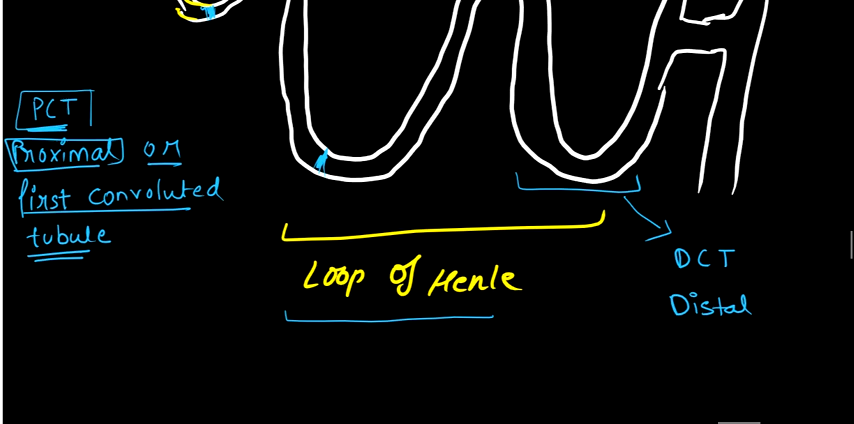 PCT
Proximal or
first convoluted
tubule
Loop of Henle
DCT
Distal